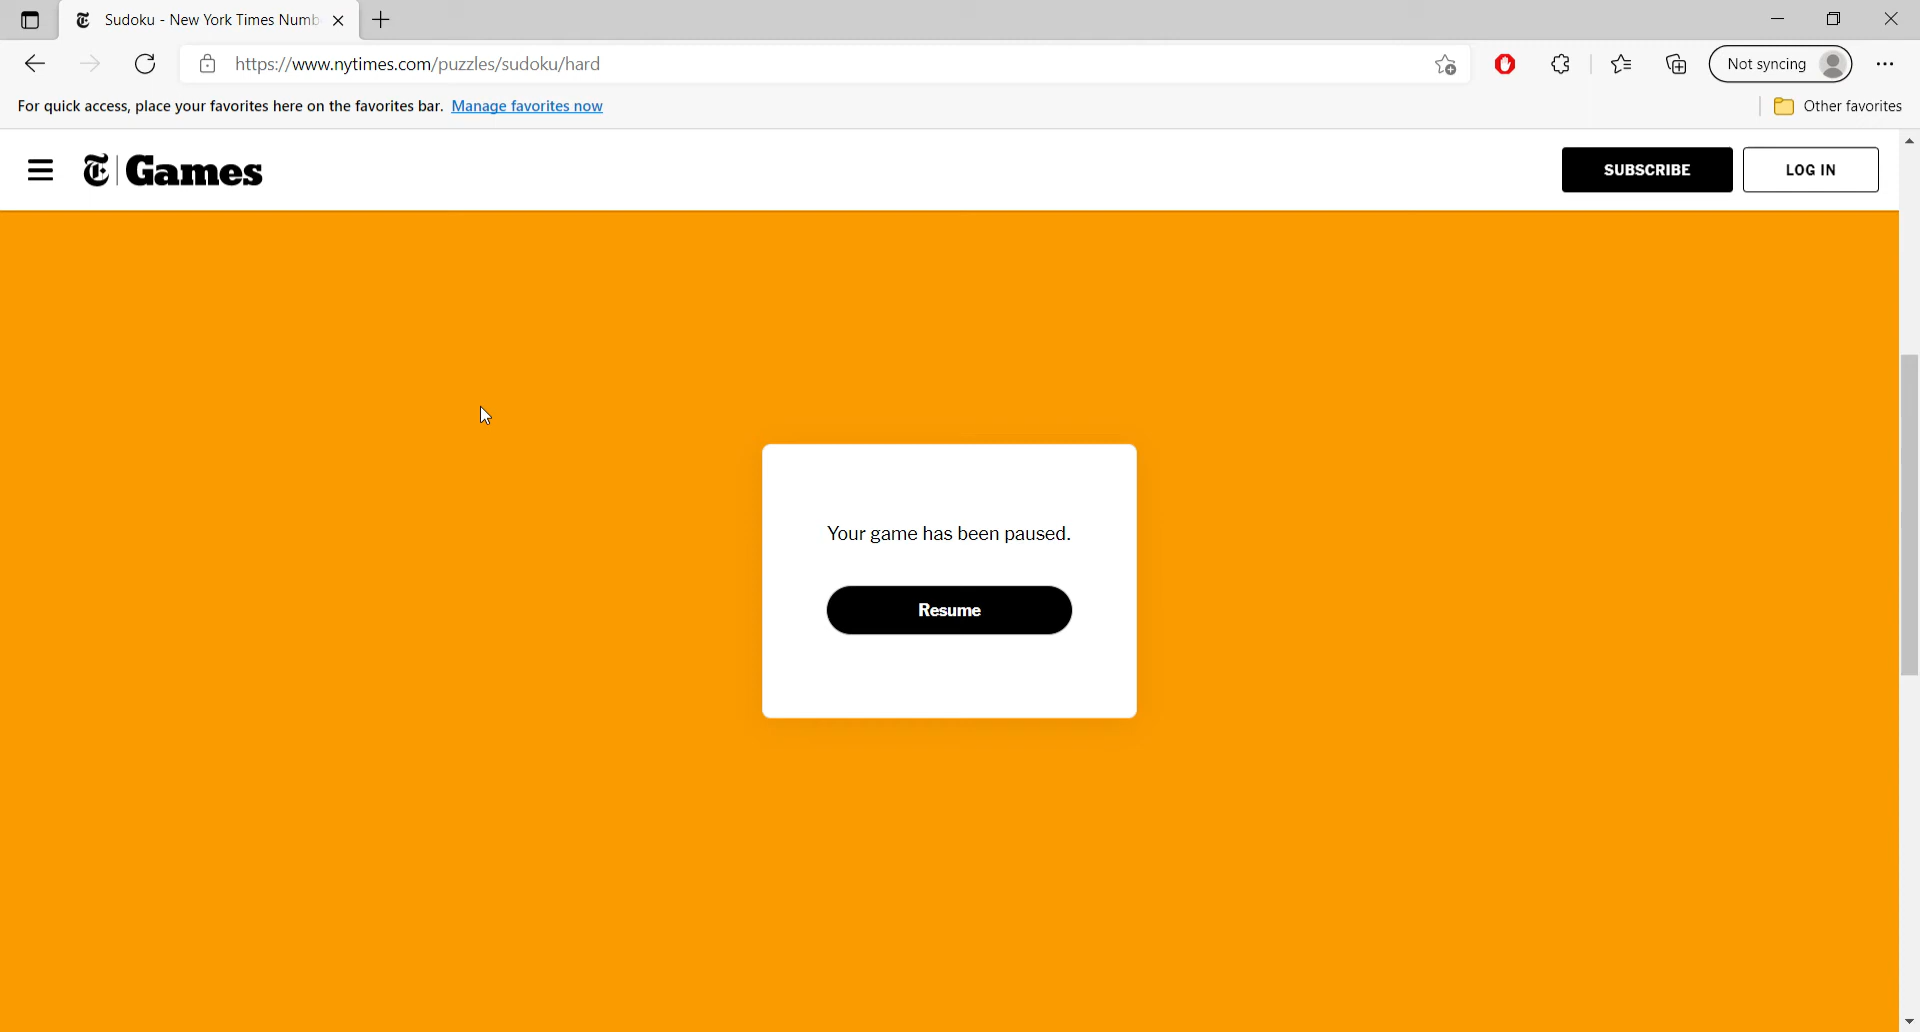 Sudoku - New York Times Numb
https://www.nytimes.com/puzzles/sudoku/hard
Not syncing
For quick access, place your favorites here on the favorites bar. Manage favorites now
Other favorites
T Games
SUBSCRIBE
LOG IN
Your game has been paused.
Resume